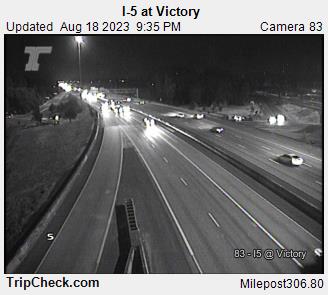 I-5 at Victory
Updated Aug 18 2023 9:35 PM Camera 83
T
S
83 - I5 @ Victory
TripCheck.com Milepost306.80